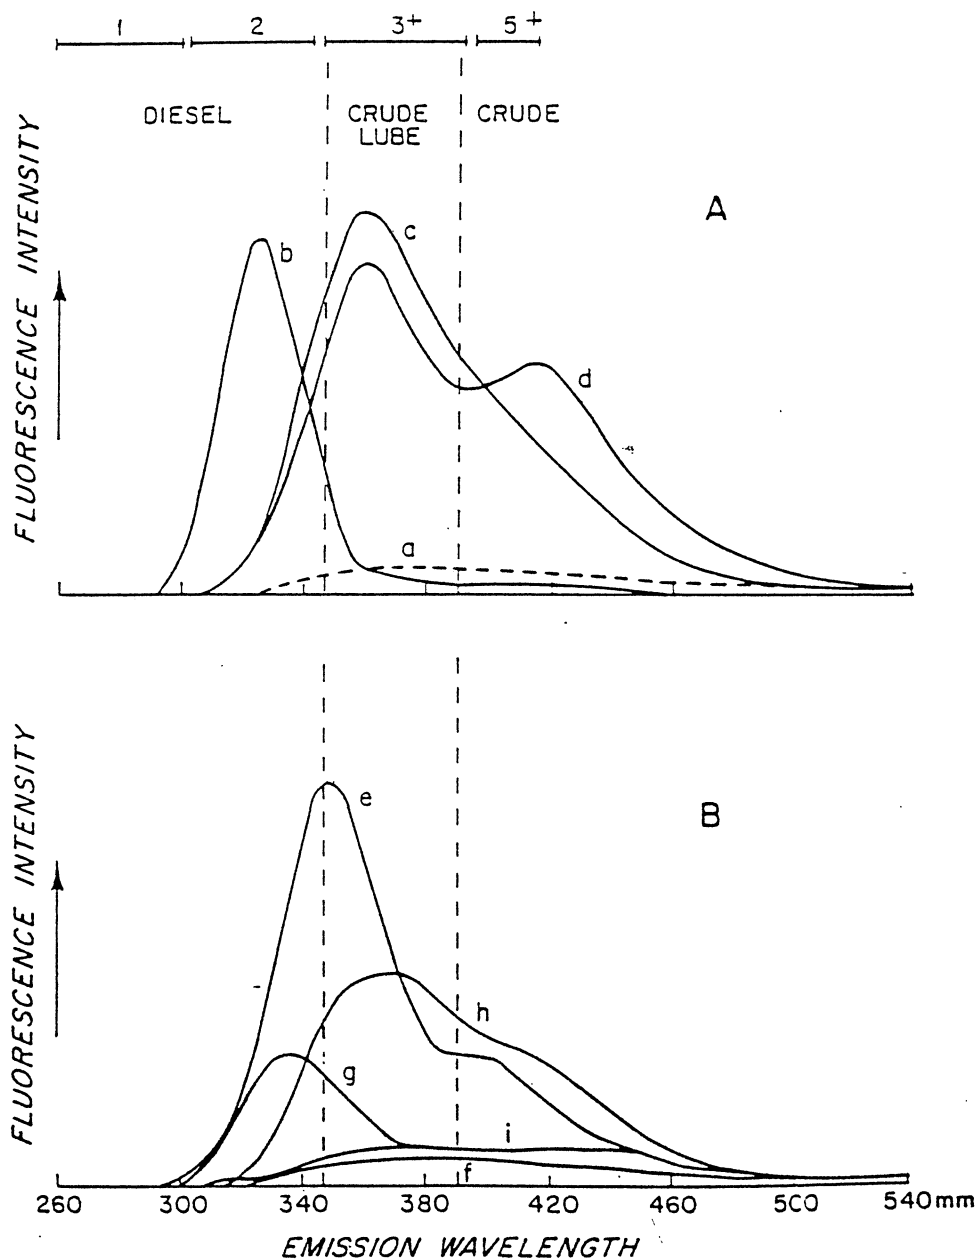 1 2 3+ 5+
DIESEL CRUDE CRUDE
LUBE
FLUORESCENCE INTENSITY
A
b
c
d
a
FLUORESCENCE INTENSITY
B
e
h
g
i
f
260 300 340 380 420 460 500 540mm
EMISSION WAVELENGTH